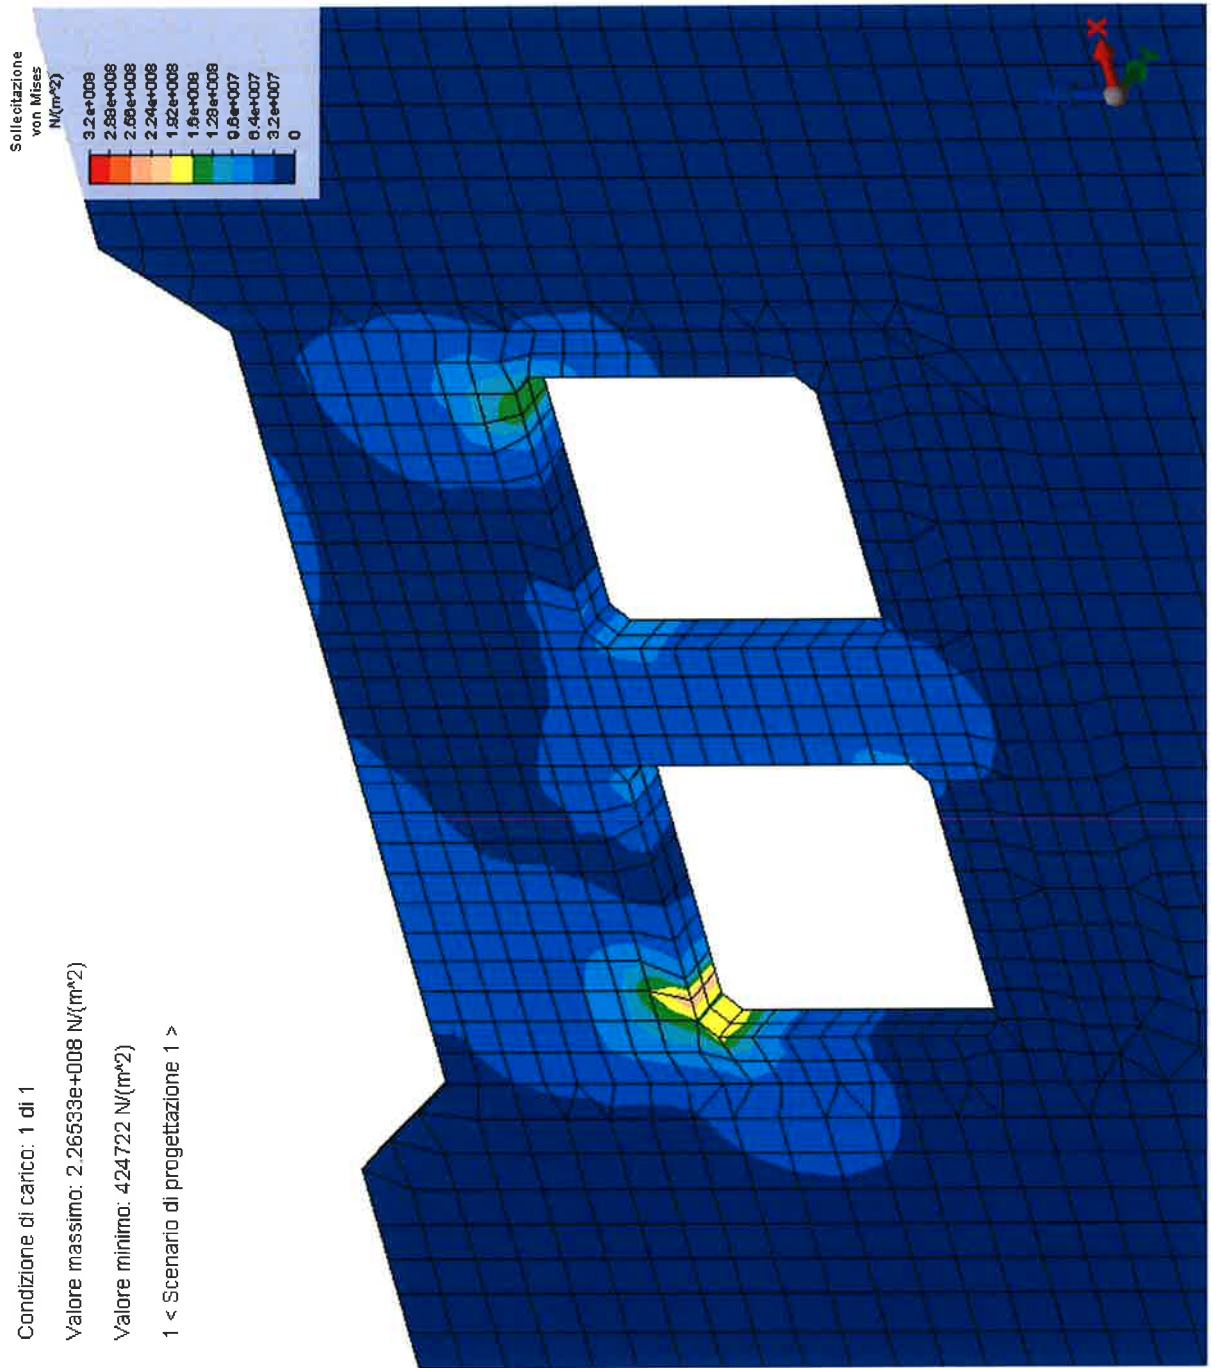 Sollecitazione
von Mises
N/(m^2)
3.2e+008
2.88e+008
2.56e+008
2.24e+008
1.92e+008
1.6e+008
1.28e+008
9.6e+007
6.4e+007
3.2e+007
0
X
Y
Condizione di carico: 1 di 1
Valore massimo: 2.26533e+008 N/(m^2)
Valore minimo: 424722 N/(m^2)
1 < Scenario di progettazione 1 >